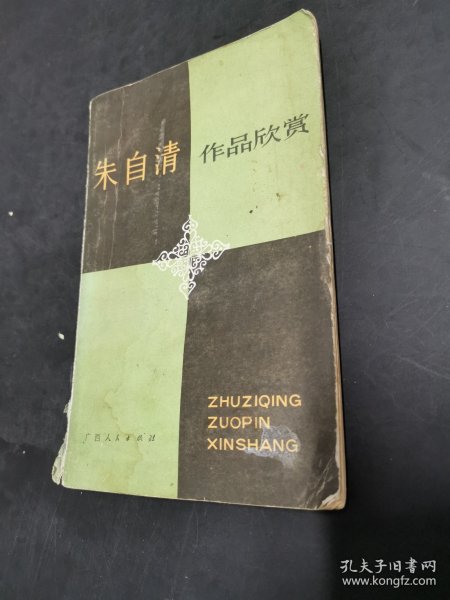 朱自清 作品欣赏
ZHUZIQING
ZUOPIN
XINSHANG
广西人民出版社
孔夫子旧书网
www.kongfz.com